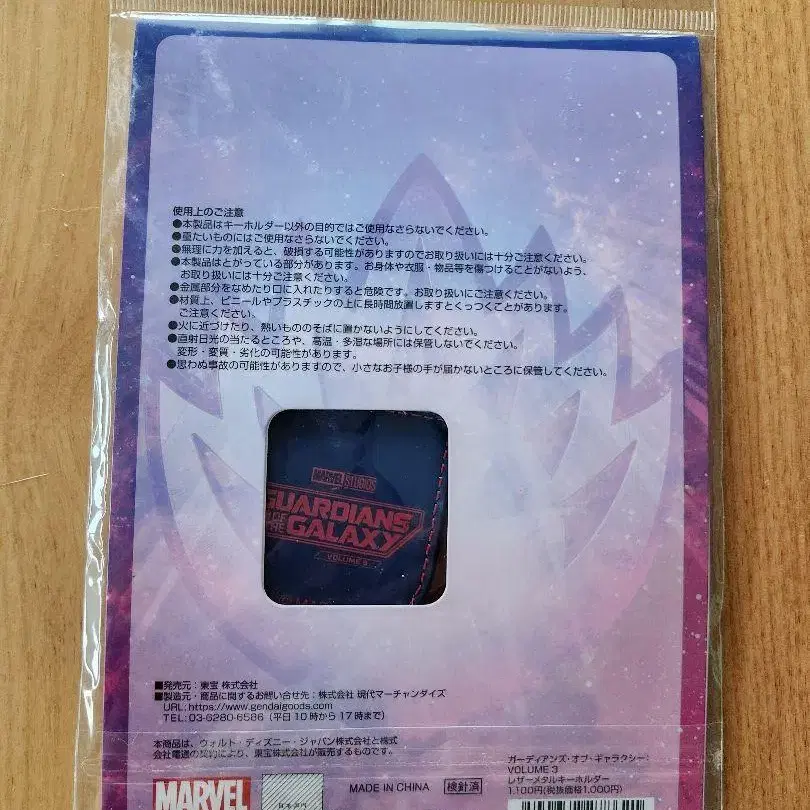 使用上のご注意
●本製品はキーホルダー以外の目的ではご使用なさらないでください。
●重たいものにはご使用なさらないでください。
●無理に力を加えると、破損する可能性がありますのでお取り扱いには十分ご注意ください。
●本製品はとがっている部分があります。お身体や衣服・物品等を傷つけることがないよう、
お取り扱いには十分ご注意ください。
●金属部分をなめたり口に入れたりすると危険です。お取り扱いにご注意ください。
●材質上、ビニールやプラスチックの上に長時間放置しますとくっつくことがあります。
ご注意ください。
●火に近づけたり、熱いもののそばに置かないようにしてください。
●直射日光の当たるところや、高温・多湿な場所には保管しないでください。
変形・変質・劣化の可能性があります。
●思わぬ事故の可能性がありますので、小さなお子様の手が届かないところに保管してください。
MARVEL STUDIOS
GUARDIANS
OF THE GALAXY
VOLUME 3
■発売元：東宝 株式会社
■製造元・商品に関するお問い合せ先：株式会社 現代マーチャンダイズ
URL：https://www.gendaigoods.com
TEL：03-6280-6586（平日10時から17時まで）
本商品は、ウォルト・ディズニー・ジャパン株式会社と株式
会社電通の契約により、東宝株式会社が販売するものです。
MARVEL
MADE IN CHINA
検針済
ガーディアンズ・オブ・ギャラクシー：
VOLUME 3
レザーメタルキーホルダー
1,100円(税抜価格1,000円)